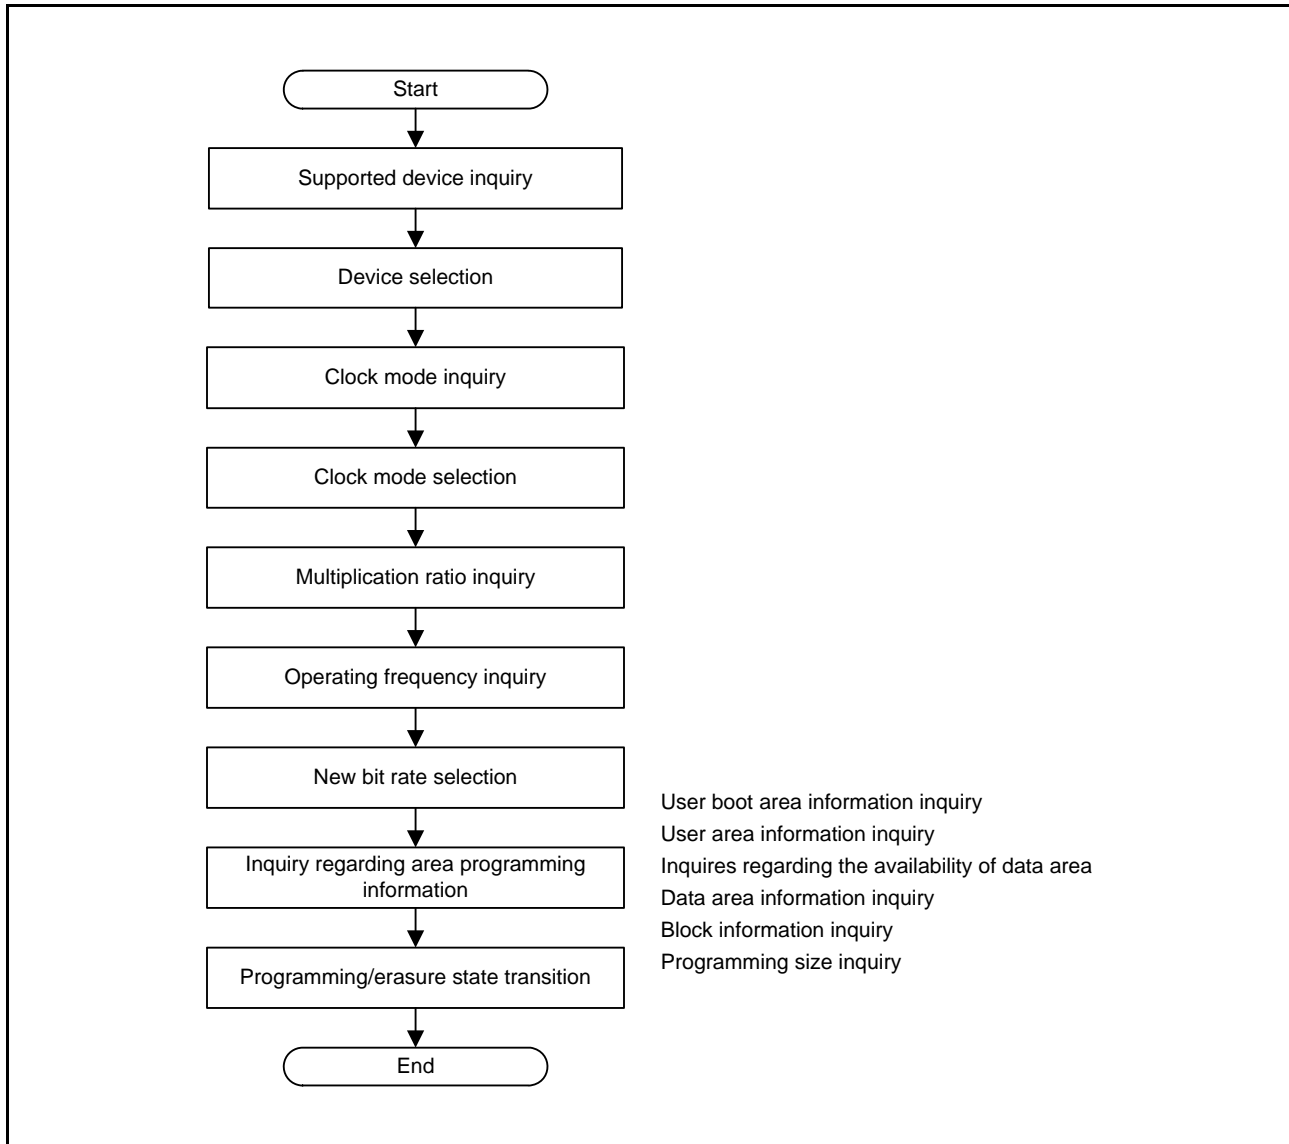 Start
Supported device inquiry
Device selection
Clock mode inquiry
Clock mode selection
Multiplication ratio inquiry
Operating frequency inquiry
New bit rate selection
Inquiry regarding area programming
information
User boot area information inquiry
User area information inquiry
Inquires regarding the availability of data area
Data area information inquiry
Block information inquiry
Programming size inquiry
Programming/erasure state transition
End